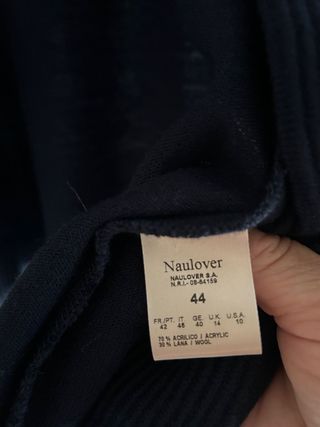 Naulover
NAULOVER S.A.
N.R.I.- 08-84159
44
FR./PT. IT GE. U.K. U.S.A.
42 48 40 14 10
70 % ACRILICO / ACRYLIC
30 % LANA / WOOL